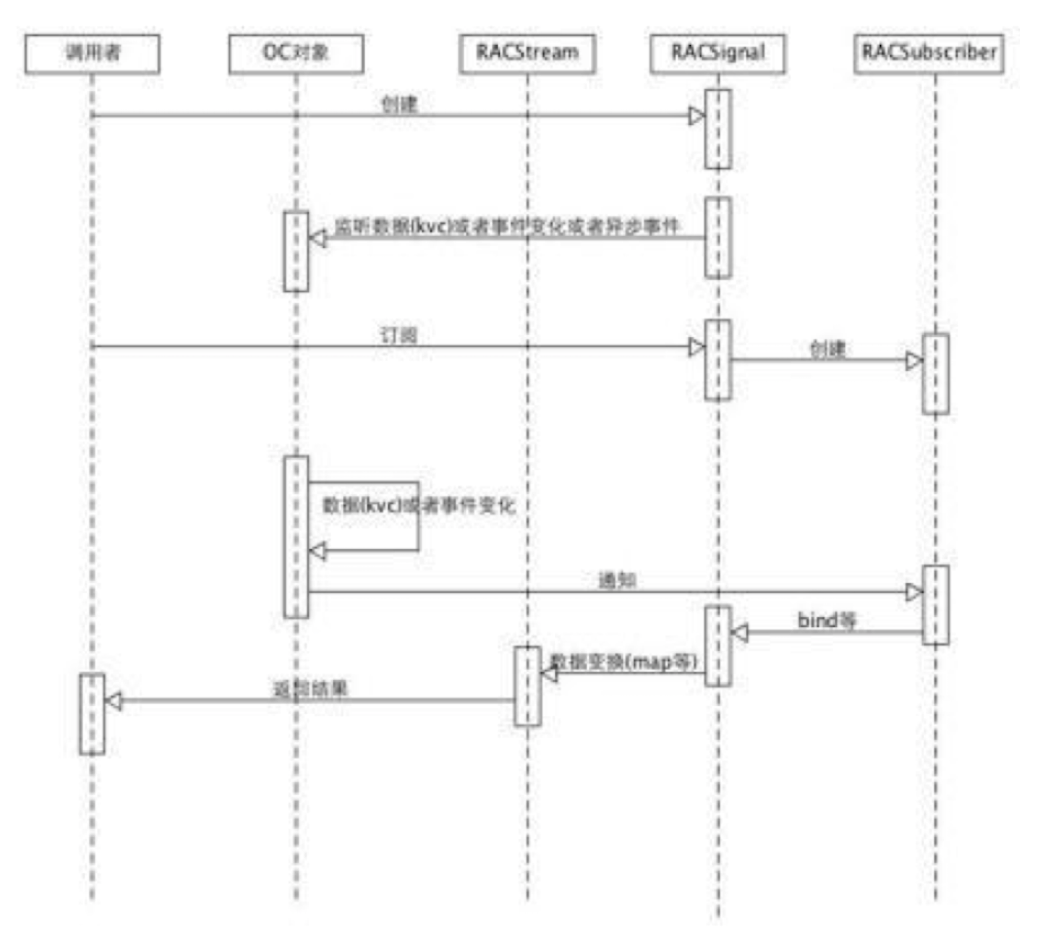 调用者
OC对象
RACStream
RACSignal
RACSubscriber
创建
监听数据(kvc)或者事件变化或者异步事件
订阅
创建
数据(kvc)或者事件变化
通知
bind等
数据变换(map等)
返回结果